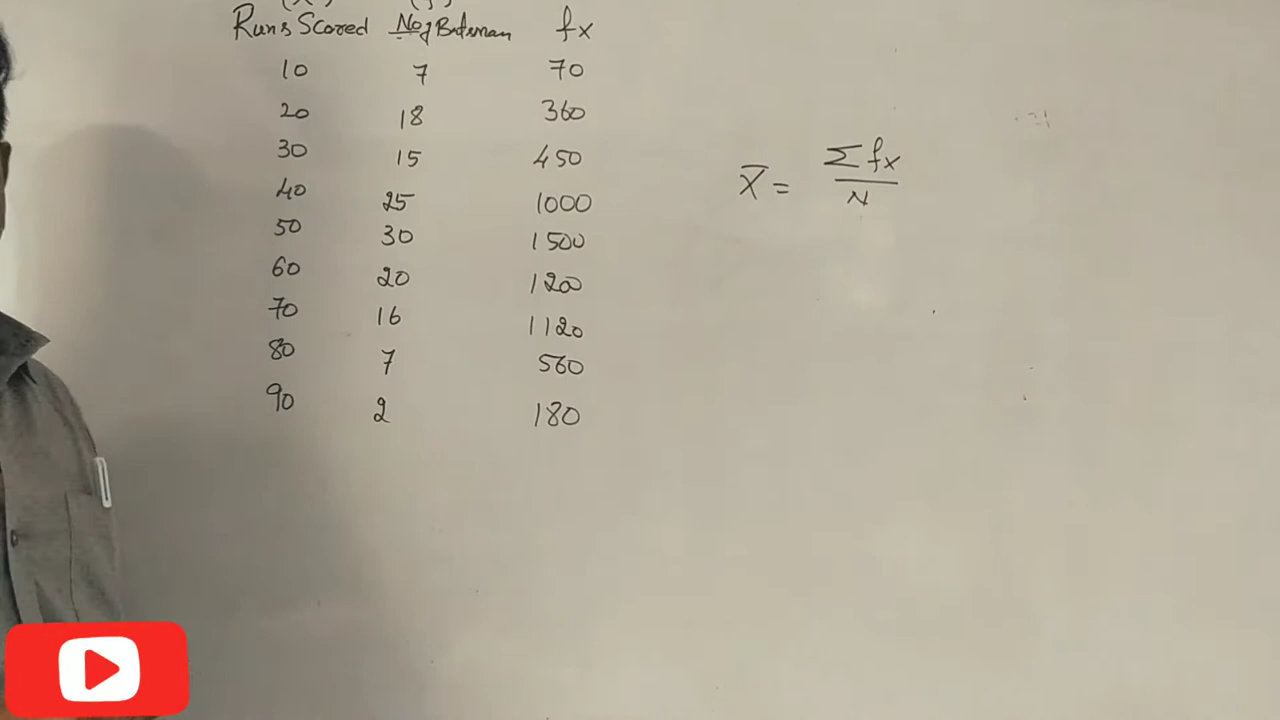 Runs Scored No of Batsman fx
10 7 70
20 18 360
30 15 450
40 25 1000
50 30 1500
60 20 1200
70 16 1120
80 7 560
90 2 180
X̄ = Σfx / N